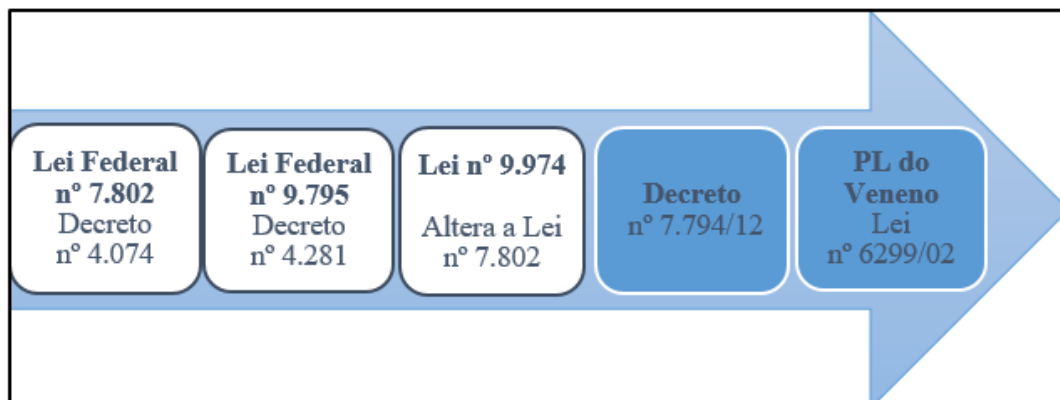 Lei Federal
nº 7.802
Decreto
nº 4.074
Lei Federal
nº 9.795
Decreto
nº 4.281
Lei nº 9.974
Altera a Lei
nº 7.802
Decreto
nº 7.794/12
PL do
Veneno
Lei
nº 6299/02